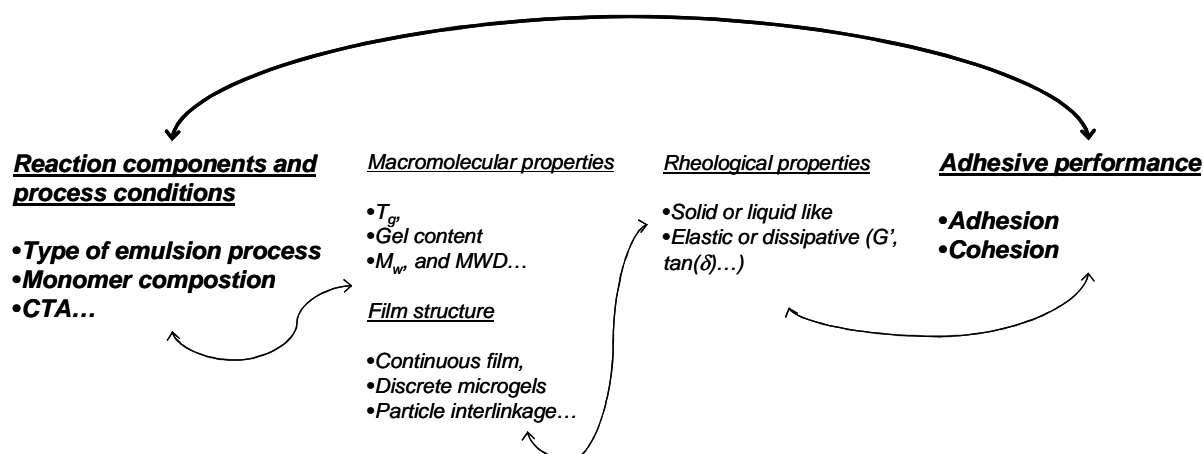 Reaction components and
process conditions
•Type of emulsion process
•Monomer compostion
•CTA…
Macromolecular properties
•Tg,
•Gel content
•Mw, and MWD…
Film structure
•Continuous film,
•Discrete microgels
•Particle interlinkage…
Rheological properties
•Solid or liquid like
•Elastic or dissipative (G’,
tan(δ)…)
Adhesive performance
•Adhesion
•Cohesion